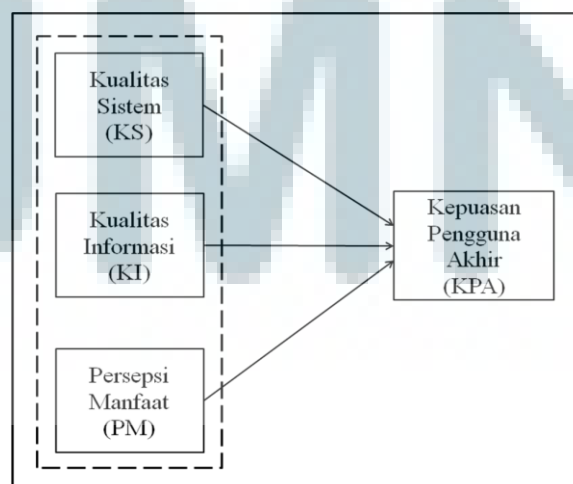 Kualitas
Sistem
(KS)
Kualitas
Informasi
(KI)
Persepsi
Manfaat
(PM)
Kepuasan
Pengguna
Akhir
(KPA)